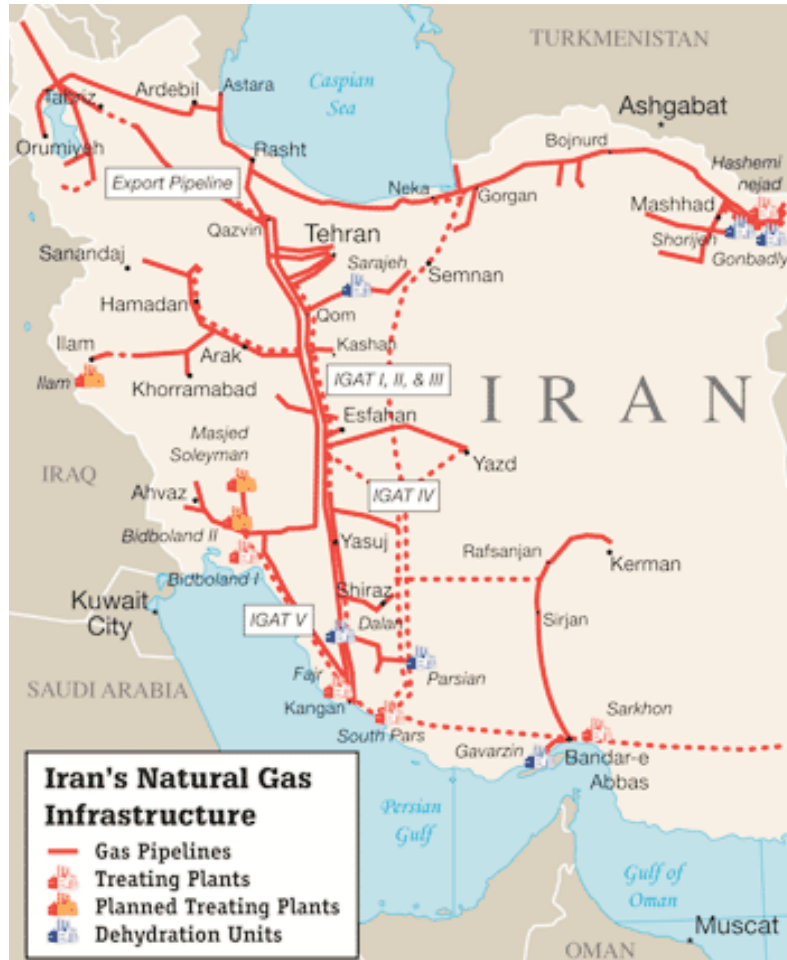 TURKMENISTAN
Caspian
Sea
Ardebil
Astara
Tabriz
Ashgabat
Orumiyeh
Rasht
Bojnurd
Hashemi
nejad
Export Pipeline
Neka
Gorgan
Mashhad
Qazvin
Tehran
Shorijeh
Gonbadly
Sanandaj
Sarajeh
Semnan
Hamadan
Qom
Ilam
Arak
Kashan
Ilam
Khorramabad
IGAT I, II, & III
IRAN
Esfahan
Masjed
Soleyman
Yazd
IRAQ
Ahvaz
IGAT IV
Bidboland II
Yasuj
Rafsanjan
Kerman
Bidboland I
Kuwait
City
Shiraz
IGAT V
Dalan
Sirjan
SAUDI ARABIA
Fajr
Parsian
Kangan
Sarkhon
South Pars
Gavarzin
Bandar-e
Abbas
Iran's Natural Gas
Infrastructure
Gas Pipelines
Treating Plants
Planned Treating Plants
Dehydration Units
Persian
Gulf
Gulf of
Oman
Muscat
OMAN